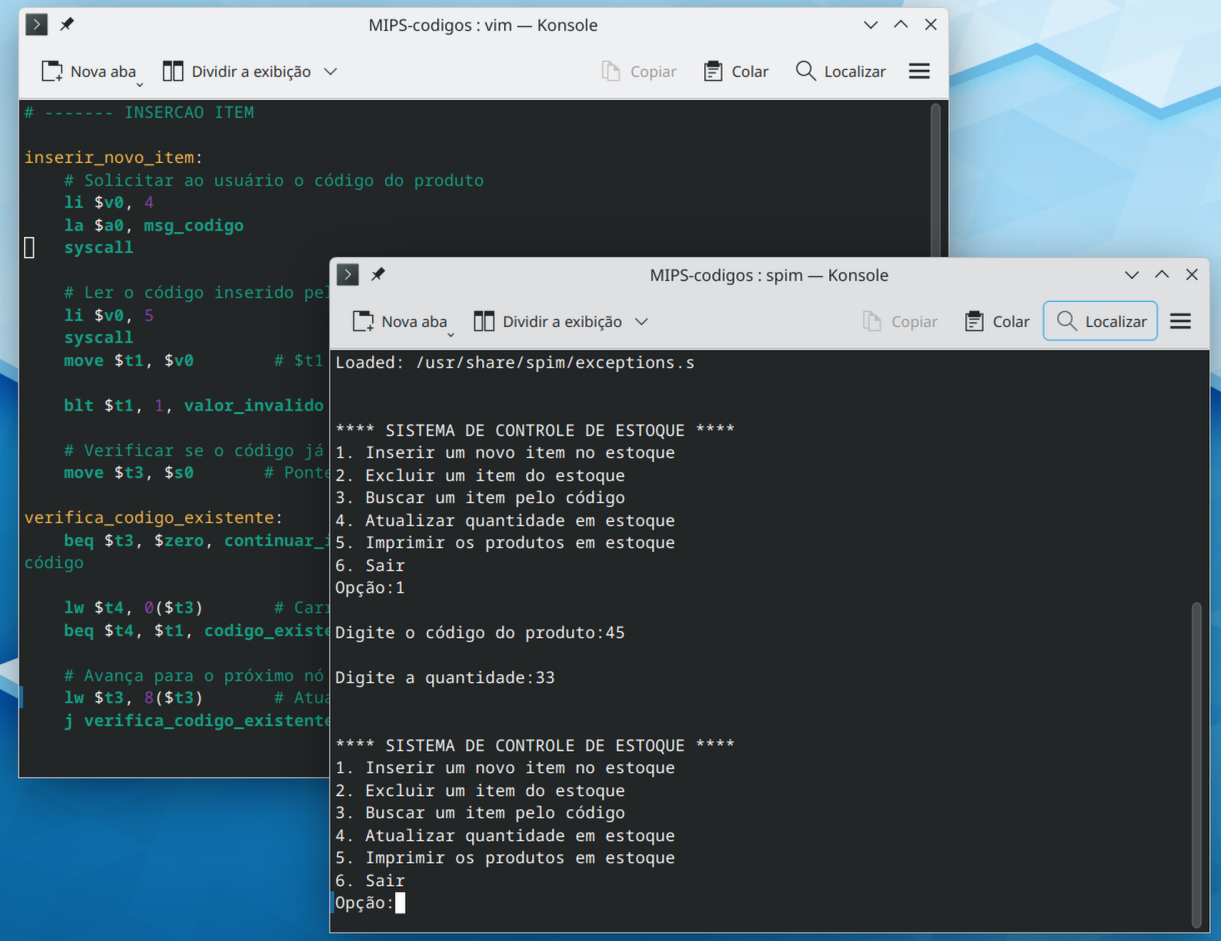 MIPS-codigos : vim — Konsole
Nova aba
Dividir a exibição
Copiar
Colar
Localizar
# ------- INSERCAO ITEM
inserir_novo_item:
# Solicitar ao usuário o código do produto
li $v0, 4
la $a0, msg_codigo
syscall
# Ler o código inserido
li $v0, 5
syscall
move $t1, $v0 # $t1
blt $t1, 1, valor_invalido
# Verificar se o código já
move $t3, $s0 #
verifica_codigo_existente:
beq $t3, $zero,
código
lw $t4, 0($t3) #
beq $t4, $t1,
# Avança para o próximo nó
lw $t3, 8($t3) #
j verifica_codigo_existente
MIPS-codigos : spim — Konsole
Nova aba
Dividir a exibição
Copiar
Colar
Localizar
Loaded: /usr/share/spim/exceptions.s
**** SISTEMA DE CONTROLE DE ESTOQUE ****
1. Inserir um novo item no estoque
2. Excluir um item do estoque
3. Buscar um item pelo código
4. Atualizar quantidade em estoque
5. Imprimir os produtos em estoque
6. Sair
Opção:1
Digite o código do produto:45
Digite a quantidade:33
**** SISTEMA DE CONTROLE DE ESTOQUE ****
1. Inserir um novo item no estoque
2. Excluir um item do estoque
3. Buscar um item pelo código
4. Atualizar quantidade em estoque
5. Imprimir os produtos em estoque
6. Sair
Opção: